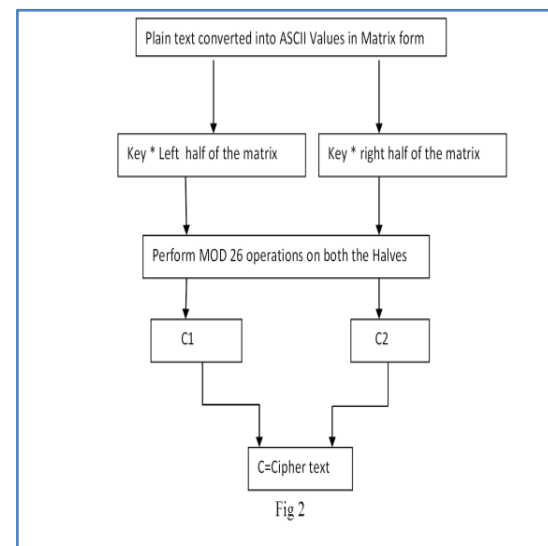 Plain text converted into ASCII Values in Matrix form
Key * Left half of the matrix
Key * right half of the matrix
Perform MOD 26 operations on both the Halves
C1
C2
C=Cipher text
Fig 2